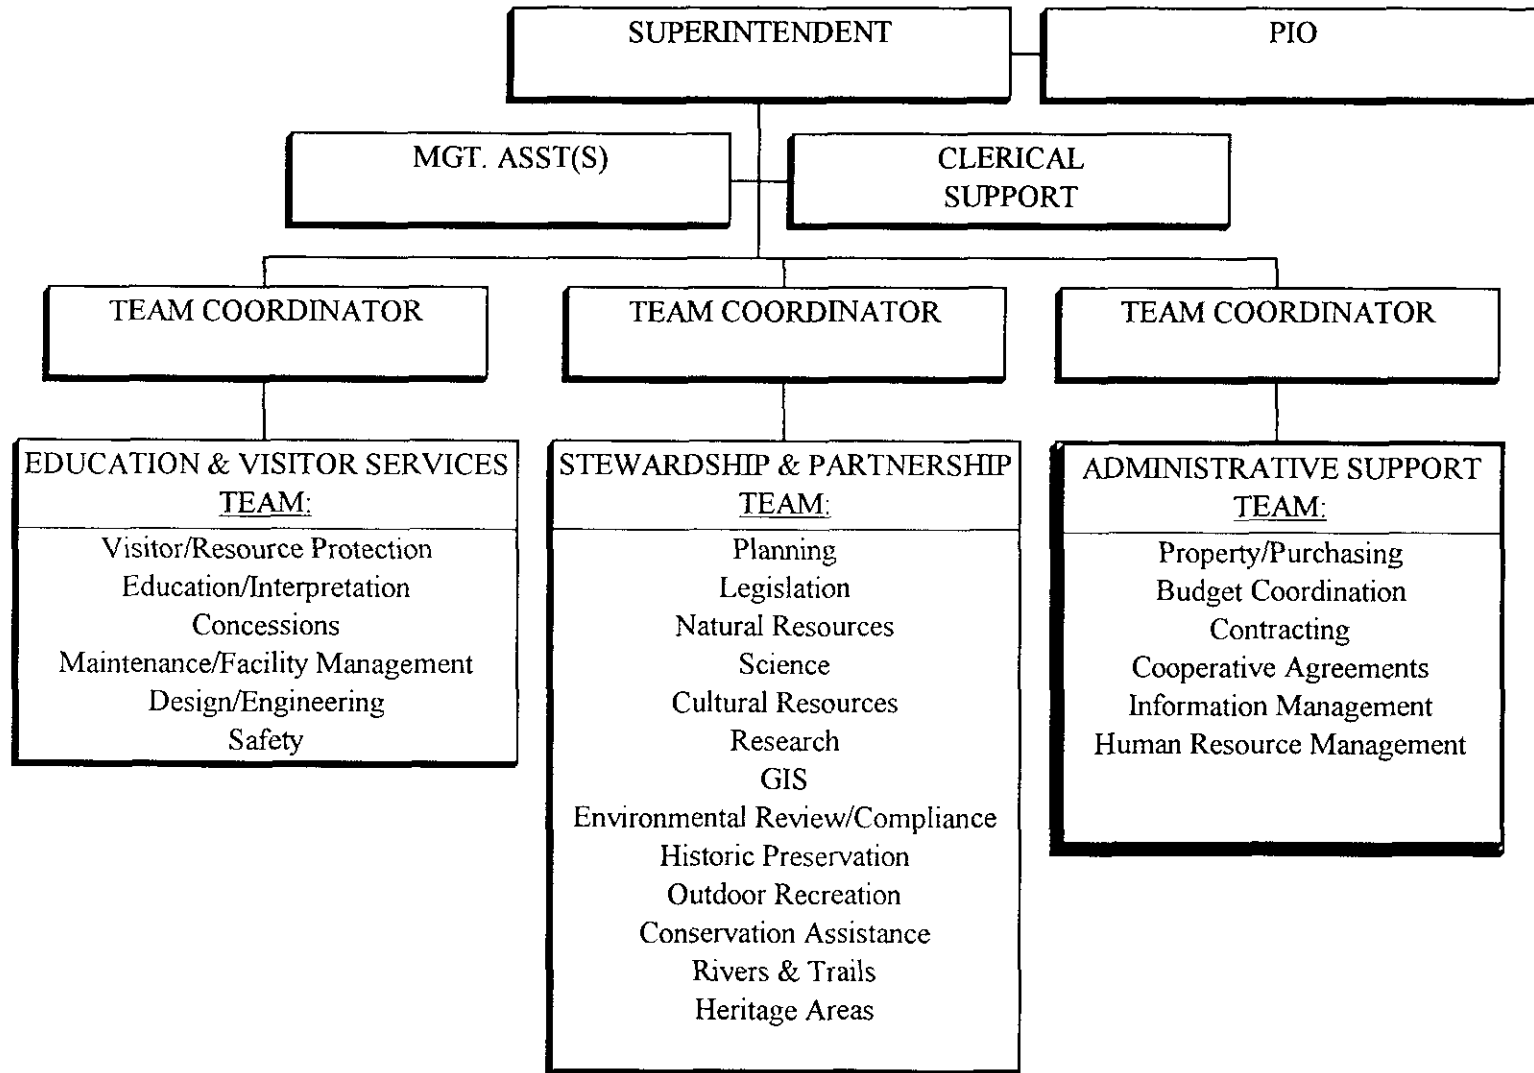 SUPERINTENDENT
PIO
MGT. ASST(S)
CLERICAL
SUPPORT
TEAM COORDINATOR
TEAM COORDINATOR
TEAM COORDINATOR
EDUCATION & VISITOR SERVICES
TEAM:
Visitor/Resource Protection
Education/Interpretation
Concessions
Maintenance/Facility Management
Design/Engineering
Safety
STEWARDSHIP & PARTNERSHIP
TEAM:
Planning
Legislation
Natural Resources
Science
Cultural Resources
Research
GIS
Environmental Review/Compliance
Historic Preservation
Outdoor Recreation
Conservation Assistance
Rivers & Trails
Heritage Areas
ADMINISTRATIVE SUPPORT
TEAM:
Property/Purchasing
Budget Coordination
Contracting
Cooperative Agreements
Information Management
Human Resource Management